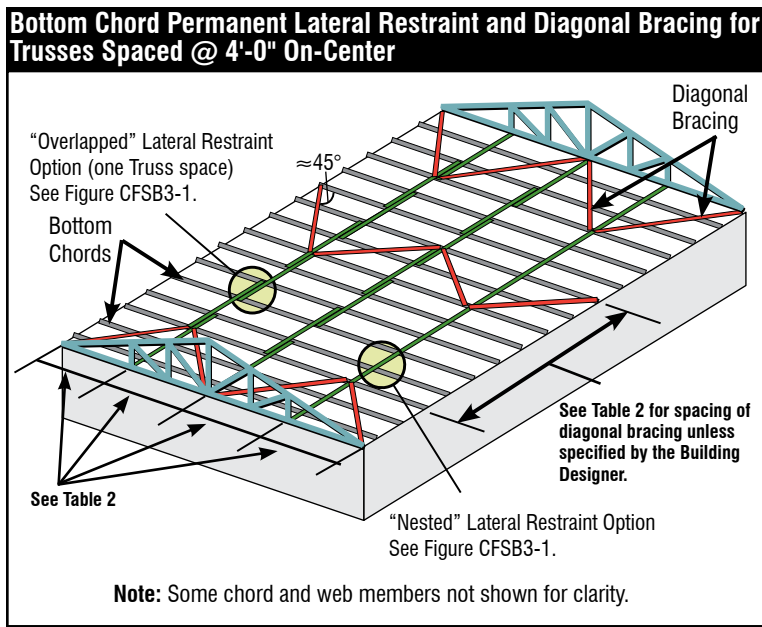 Bottom Chord Permanent Lateral Restraint and Diagonal Bracing for
Trusses Spaced @ 4'-0" On-Center
“Overlapped” Lateral Restraint
Option (one Truss space)
See Figure CFSB3-1.
≈45°
Diagonal
Bracing
Bottom
Chords
See Table 2 for spacing of
diagonal bracing unless
specified by the Building
Designer.
See Table 2
“Nested” Lateral Restraint Option
See Figure CFSB3-1.
Note: Some chord and web members not shown for clarity.